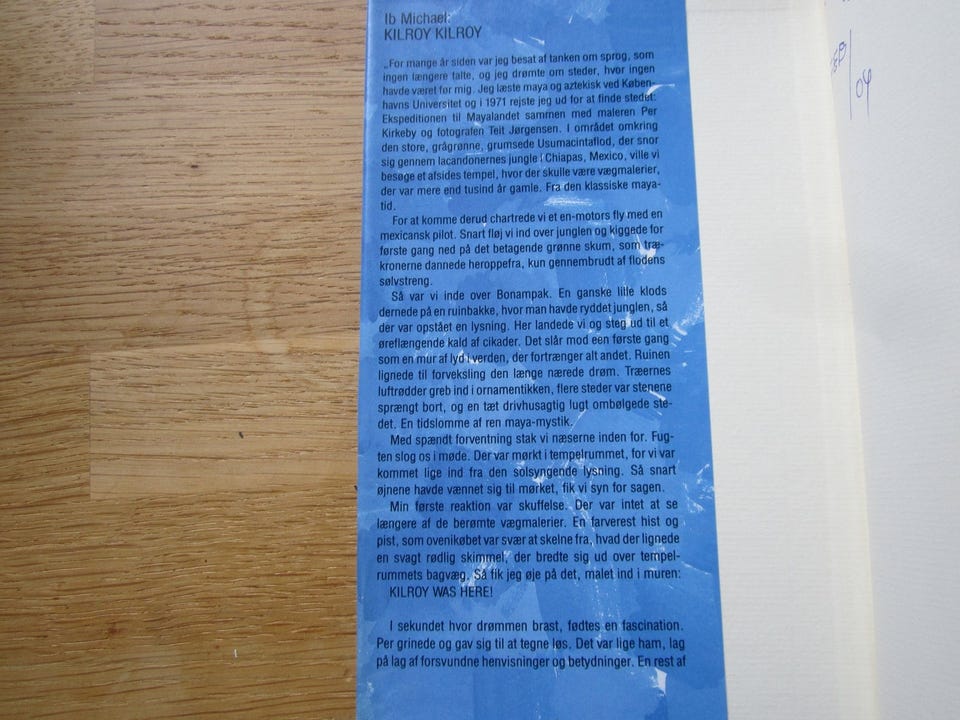 Ib Michael:
KILROY KILROY
„For mange år siden var jeg besat af tanken om sprog, som
ingen længere talte, og jeg drømte om steder, hvor ingen
havde været før mig. Jeg læste maya og aztekisk ved Køben-
havns Universitet og i 1971 rejste jeg ud for at finde stedet:
Ekspeditionen til Mayalandet sammen med maleren Per
Kirkeby og fotografen Teit Jørgensen. I området omkring
den store, grågrønne, grumsede Usumacintaflod, der snor
sig gennem lacandonernes jungle i Chiapas, Mexico, ville vi
besøge et afsides tempel, hvor der skulle være vægmalerier,
der var mere end tusind år gamle. Fra den klassiske maya-
tid.
For at komme derud chartrede vi et en-motors fly med en
mexicansk pilot. Snart fløj vi ind over junglen og kiggede for
første gang ned på det betagende grønne skum, som træ-
kronerne dannede heroppefra, kun gennembrudt af flodens
sølvstreng.
Så var vi inde over Bonampak. En ganske lille klods
dernede på en ruinbakke, hvor man havde ryddet junglen, så
der var opstået en lysning. Her landede vi og steg ud til et
øreflængende kald af cikader. Det slår mod een første gang
som en mur af lyd i verden, der fortrænger alt andet. Ruinen
lignede til forveksling den længe nærede drøm. Træernes
luftrødder greb ind i ornamentikken, flere steder var stenene
sprængt bort, og en tæt drivhusagtig lugt ombølgede ste-
det. En tidslomme af ren maya-mystik.
Med spændt forventning stak vi næserne inden for. Fug-
ten slog os i møde. Der var mørkt i tempelrummet, for vi var
kommet lige ind fra den solsyngende lysning. Så snart
øjnene havde vænnet sig til mørket, fik vi syn for sagen.
Min første reaktion var skuffelse. Der var intet at se
længere af de berømte vægmalerier. En farverest hist og
pist, som ovenikøbet var svær at skelne fra, hvad der lignede
en svagt rødlig skimmel, der bredte sig ud over tempel-
rummets bagvæg. Så fik jeg øje på det, malet ind i muren:
KILROY WAS HERE!
I sekundet hvor drømmen brast, fødtes en fascination.
Per grinede og gav sig til at tegne løs. Det var lige ham, lag
på lag af forsvundne henvisninger og betydninger. En rest af